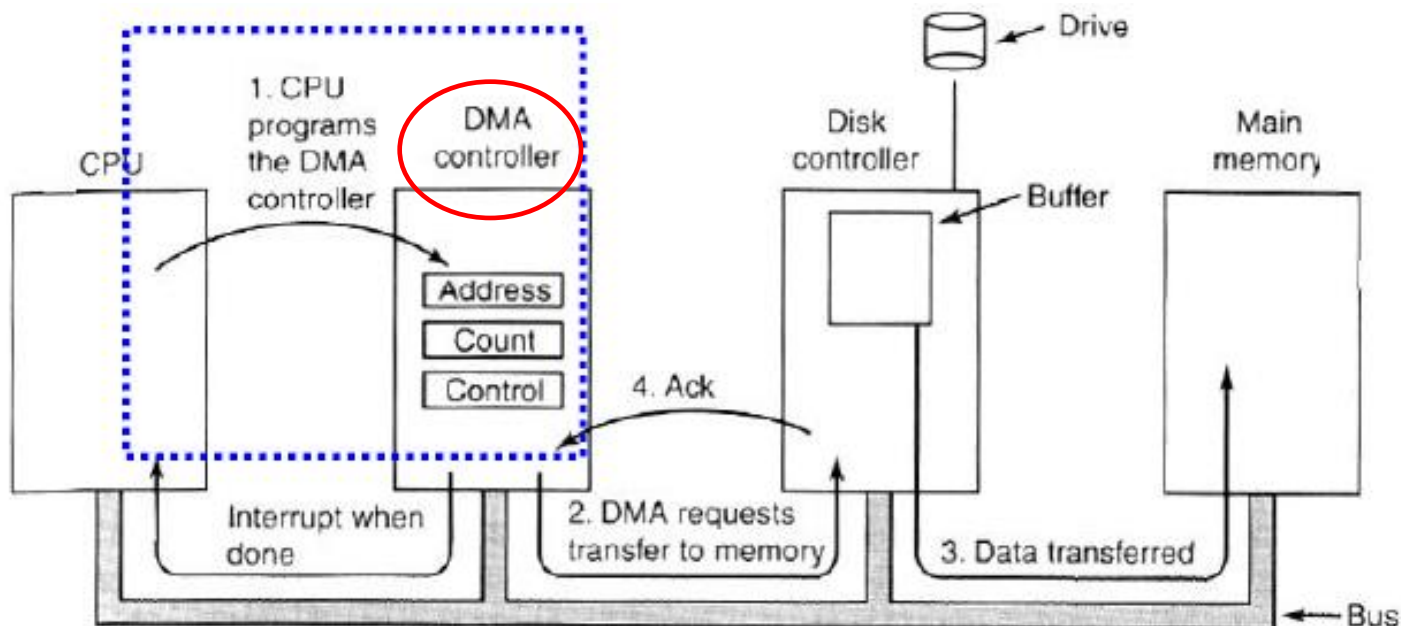 Drive
1. CPU
programs
the DMA
controller
DMA
controller
Disk
controller
Main
memory
CPU
Buffer
Address
Count
Control
4. Ack
Interrupt when
done
2. DMA requests
transfer to memory
3. Data transferred
Bus